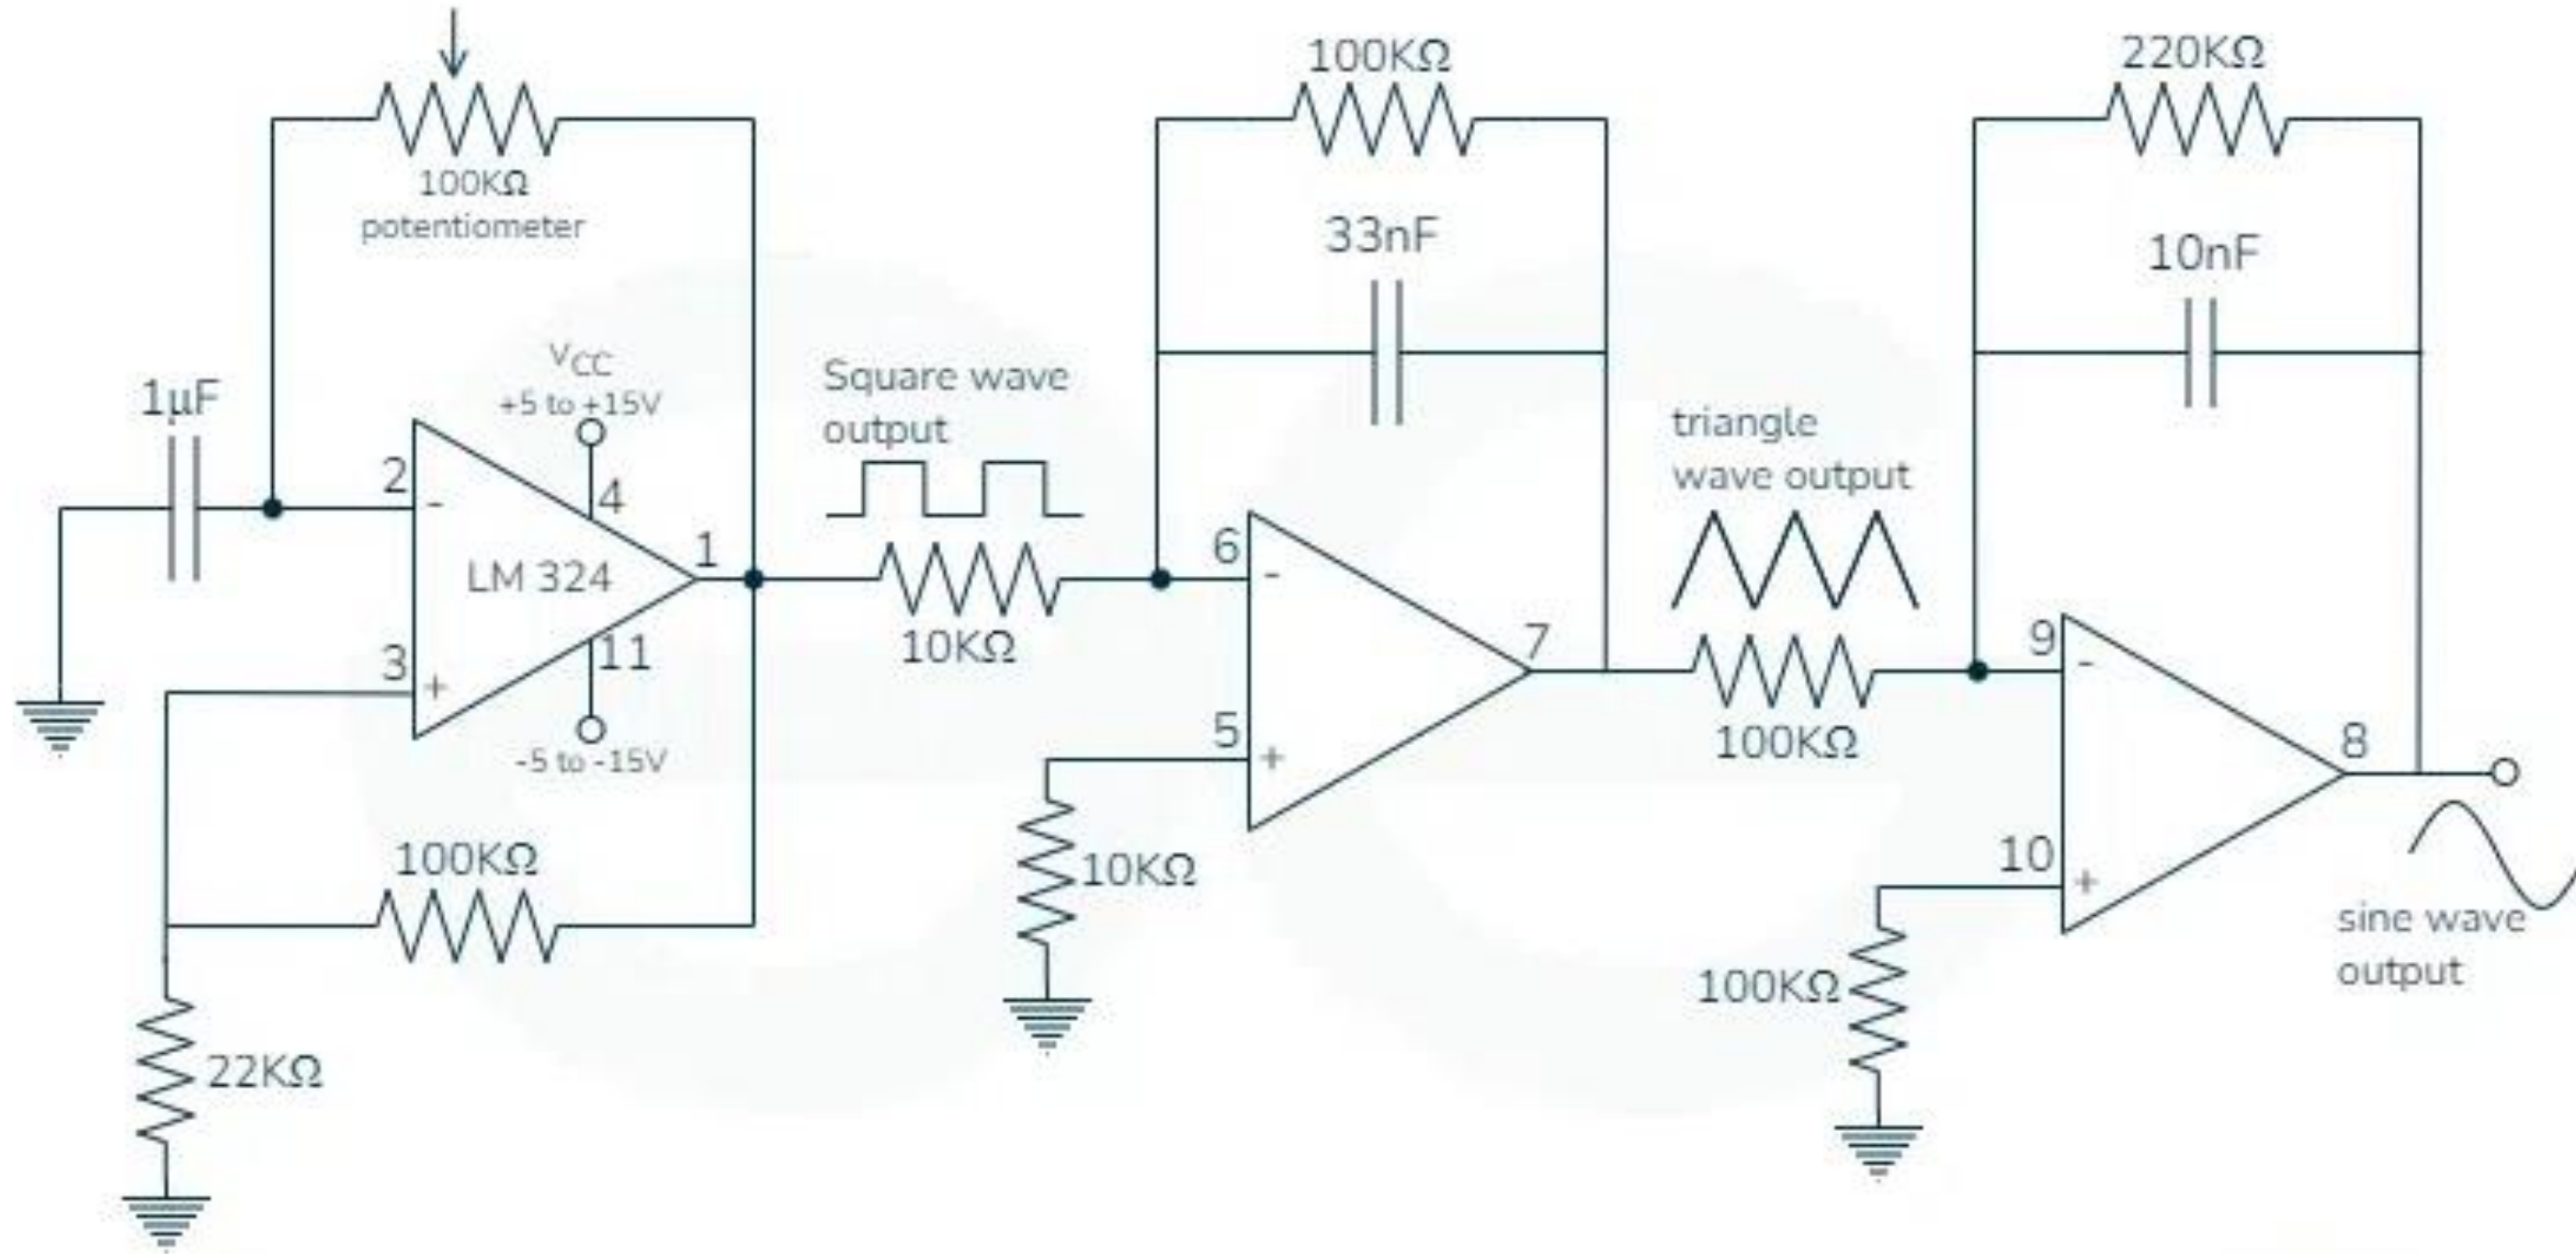 100KΩ
potentiometer
1µF
VCC
+5 to +15V
2
-
4
LM 324
1
3
+
11
-5 to -15V
100KΩ
22KΩ
Square wave
output
10KΩ
100KΩ
33nF
6
-
7
5
+
10KΩ
triangle
wave output
100KΩ
220KΩ
10nF
9
-
8
10
+
100KΩ
sine wave
output